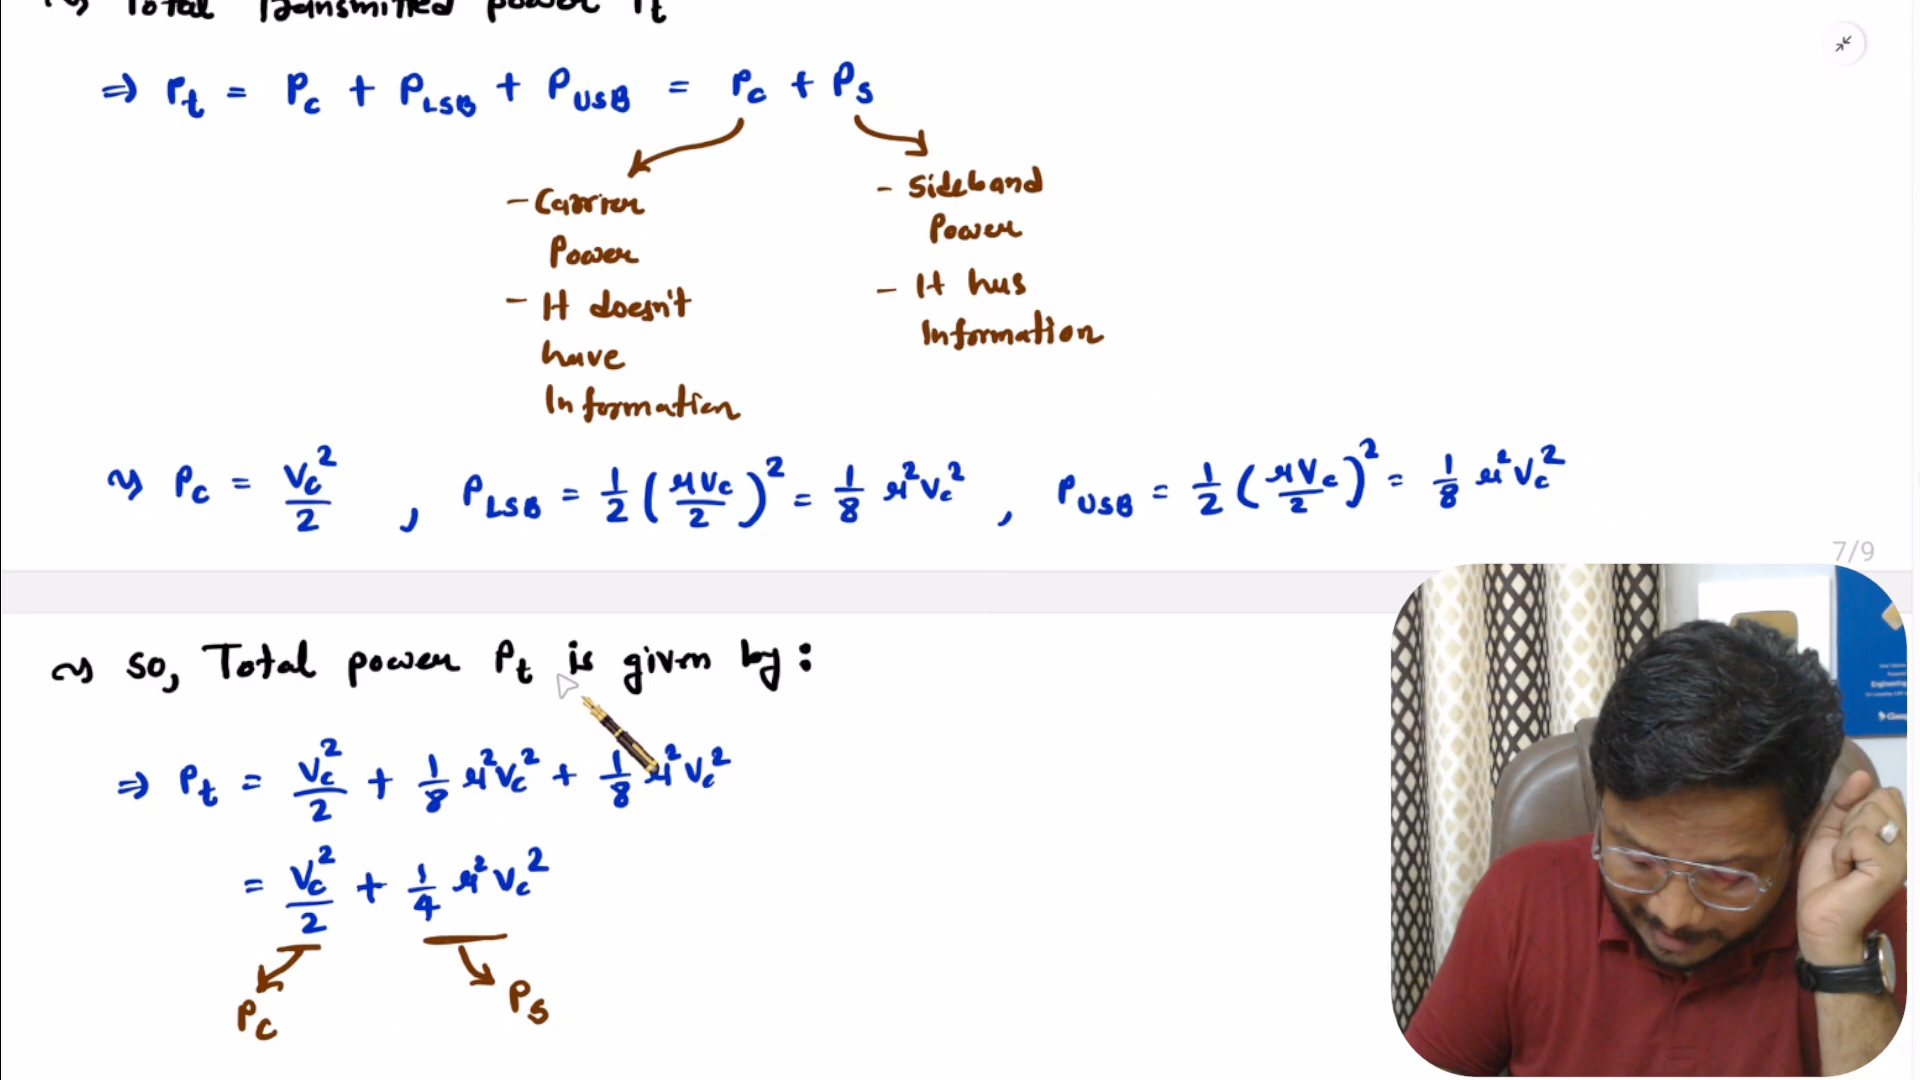 ⇒ Pt = Pc + PLSB + PUSB = Pc + Ps
- Carrier Power
- It doesn't have Information
- Sideband Power
- It has Information
~ Pc = Vc²/2 , PLSB = 1/2 (μVc/2)² = 1/8 μ²Vc² , PUSB = 1/2 (μVc/2)² = 1/8 μ²Vc²
7/9
~ So, Total power Pt is given by:
⇒ Pt = Vc²/2 + 1/8 μ²Vc² + 1/8 μ²Vc²
= Vc²/2 + 1/4 μ²Vc²
Pc
Ps